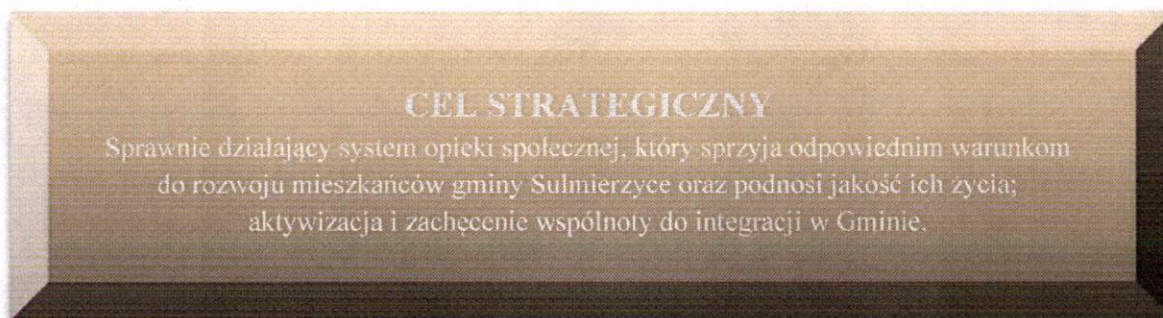 CEL STRATEGICZNY
Sprawnie działający system opieki społecznej, który sprzyja odpowiednim warunkom
do rozwoju mieszkańców gminy Sulmierzyce oraz podnosi jakość ich życia;
aktywizacja i zachęcenie wspólnoty do integracji w Gminie.